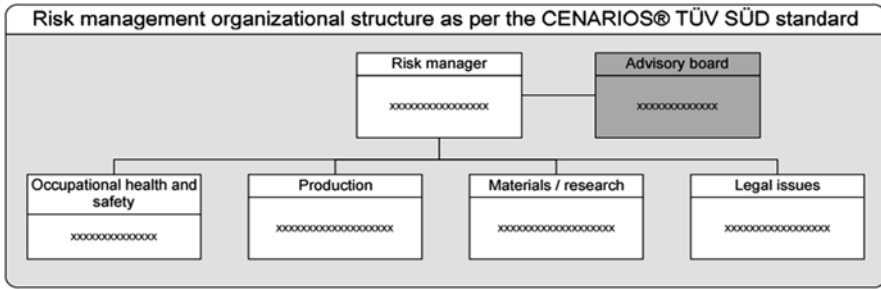 Risk management organizational structure as per the CENARIOS® TÜV SÜD standard
Risk manager
xxxxxxxxxxxxxxxx
Advisory board
xxxxxxxxxxxxx
Occupational health and
safety
xxxxxxxxxxxxxx
Production
xxxxxxxxxxxxxxxxxxx
Materials / research
xxxxxxxxxxxxxxxxxxx
Legal issues
xxxxxxxxxxxxxxxxx